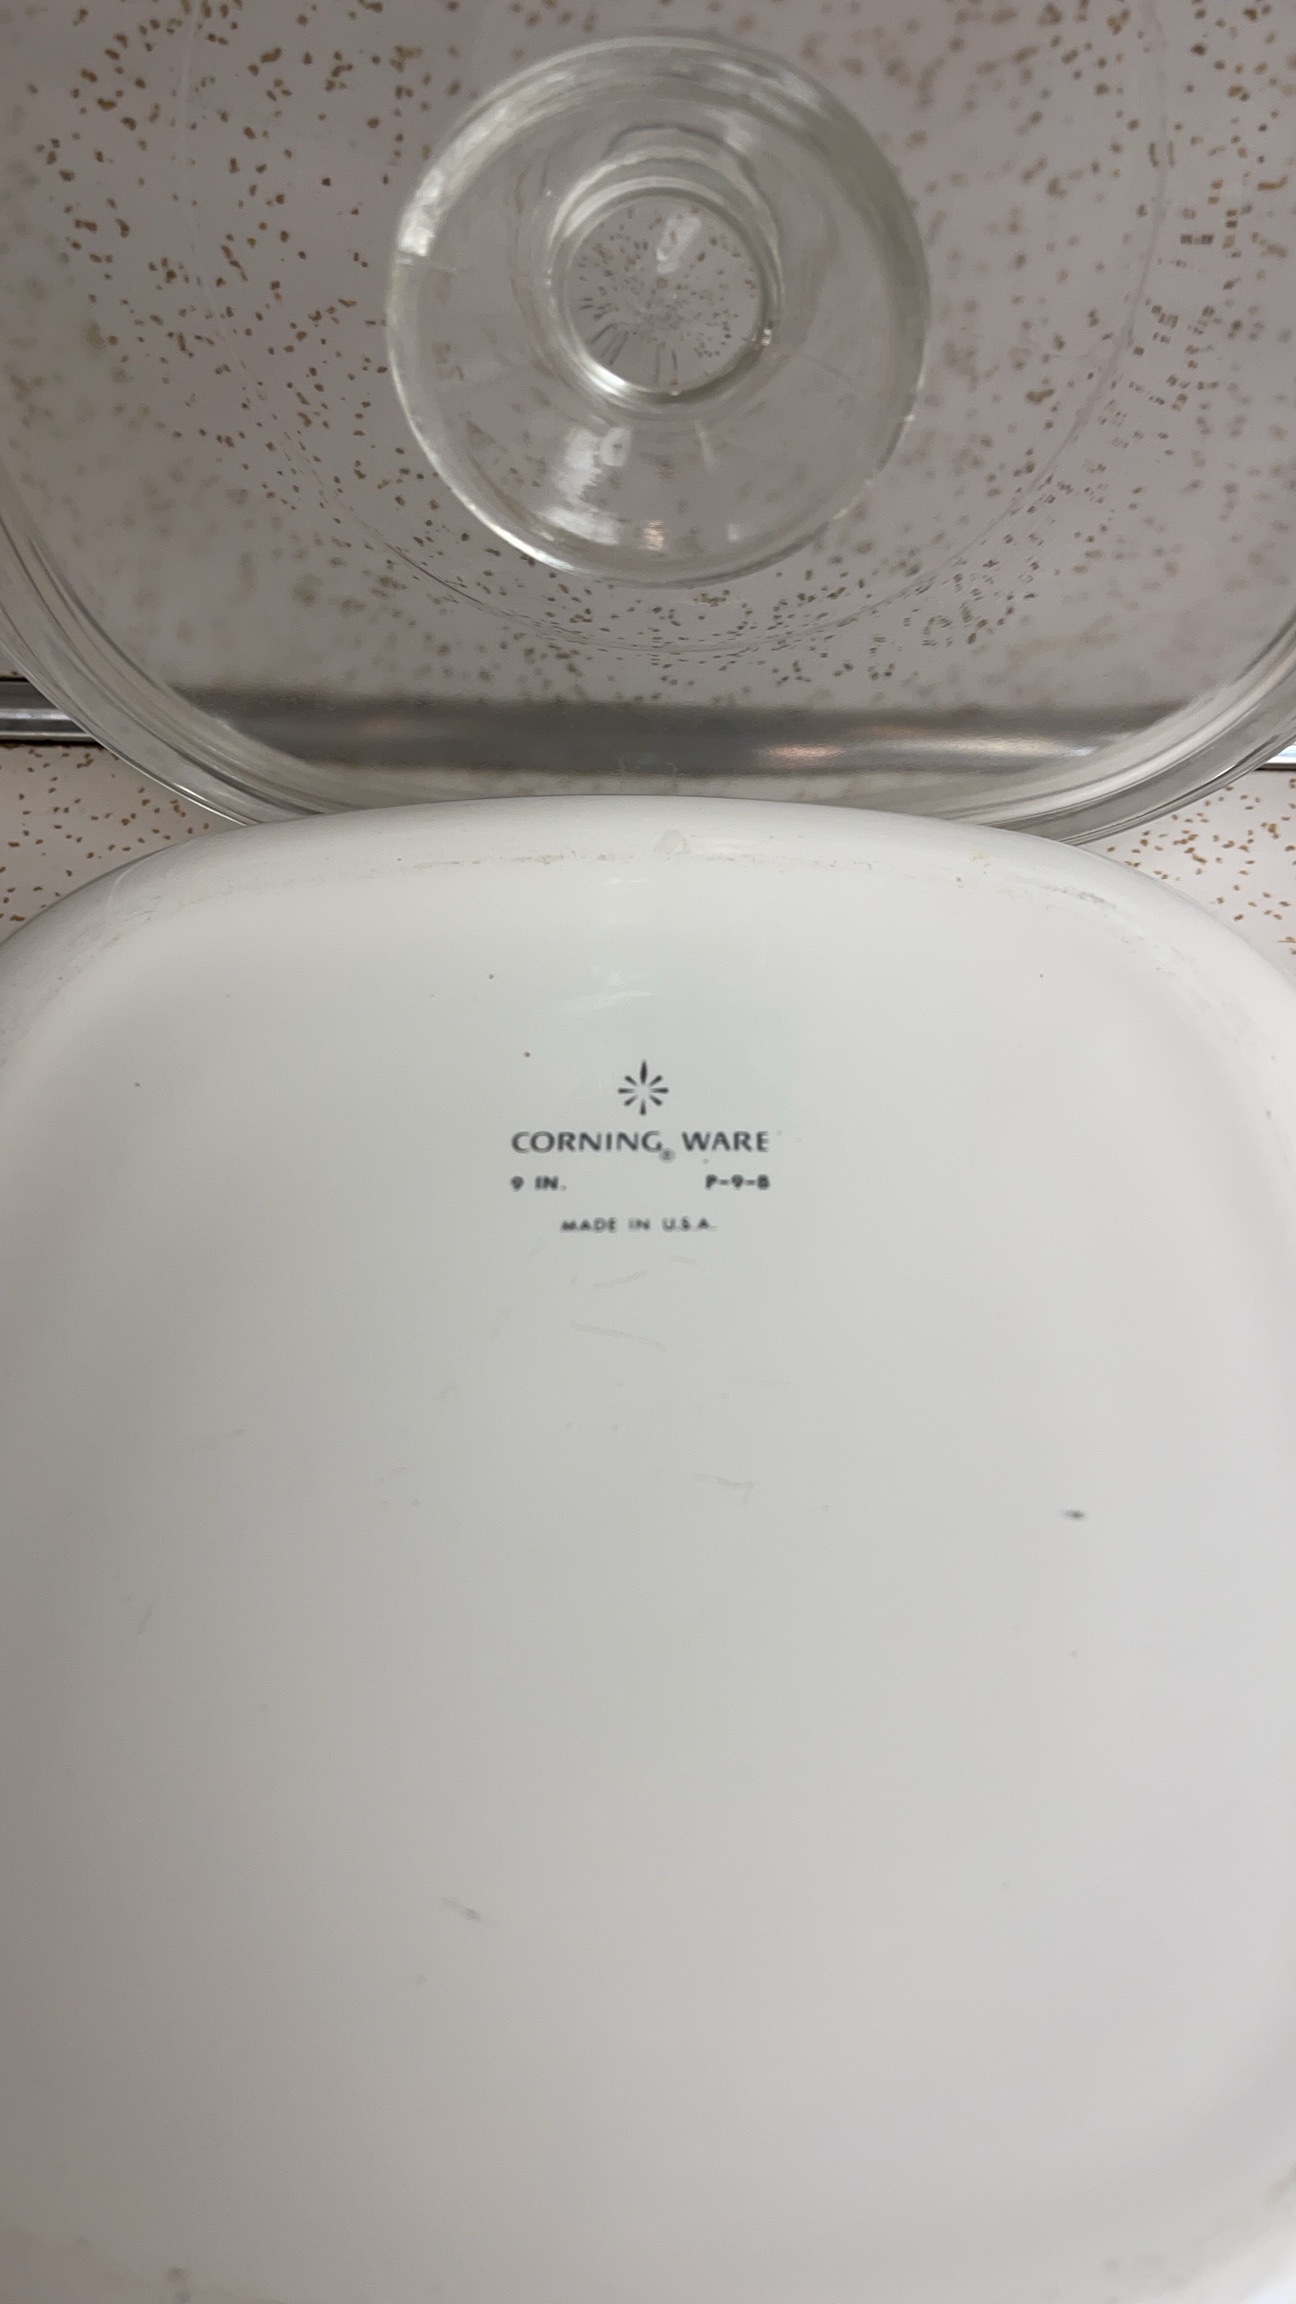 CORNING® WARE
9 IN. P-9-B
MADE IN U.S.A.